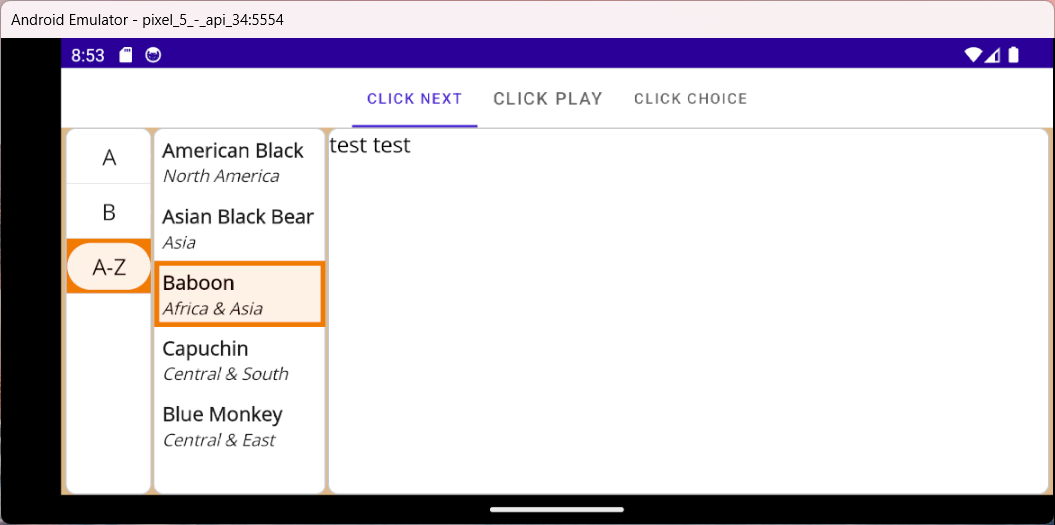 Android Emulator - pixel_5_-_api_34:5554
8:53
CLICK NEXT
CLICK PLAY
CLICK CHOICE
A
B
A-Z
American Black
North America
Asian Black Bear
Asia
Baboon
Africa & Asia
Capuchin
Central & South
Blue Monkey
Central & East
test test